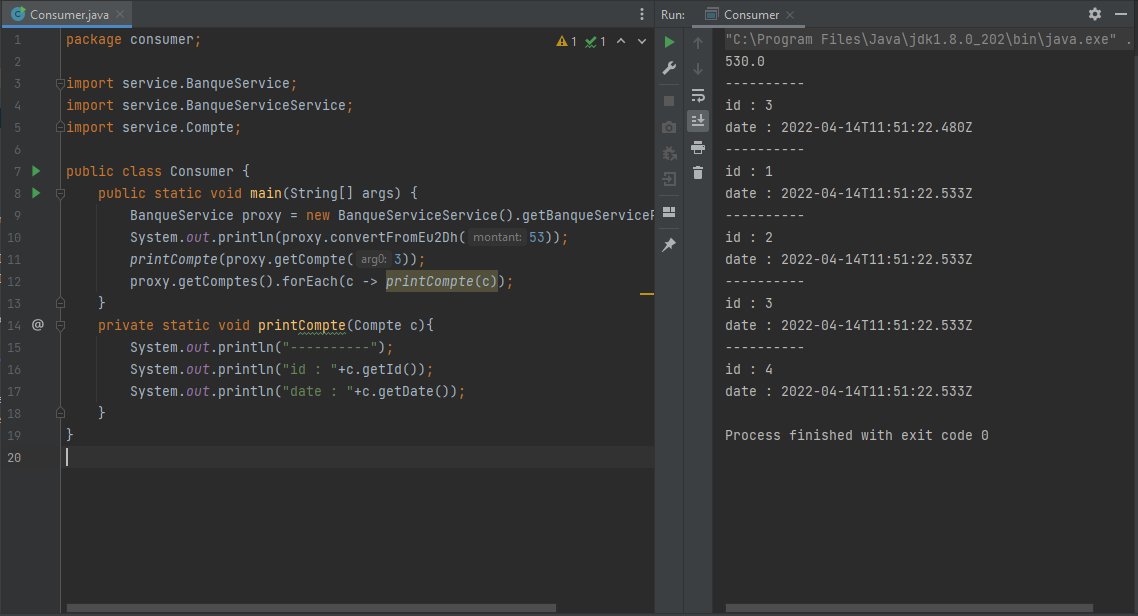 Consumer.java
package consumer;
1 1
import service.BanqueService;
import service.BanqueServiceService;
import service.Compte;
public class Consumer {
public static void main(String[] args) {
BanqueService proxy = new BanqueServiceService().getBanqueServiceP
System.out.println(proxy.convertFromEu2Dh( montant: 53));
printCompte(proxy.getCompte( arg0: 3));
proxy.getComptes().forEach(c -> printCompte(c));
}
@ private static void printCompte(Compte c){
System.out.println("----------");
System.out.println("id : "+c.getId());
System.out.println("date : "+c.getDate());
}
}
1
2
3
4
5
6
7
8
9
10
11
12
13
14
15
16
17
18
19
20
Run: Consumer
"C:\Program Files\Java\jdk1.8.0_202\bin\java.exe" .
530.0
----------
id : 3
date : 2022-04-14T11:51:22.480Z
----------
id : 1
date : 2022-04-14T11:51:22.533Z
----------
id : 2
date : 2022-04-14T11:51:22.533Z
----------
id : 3
date : 2022-04-14T11:51:22.533Z
----------
id : 4
date : 2022-04-14T11:51:22.533Z
Process finished with exit code 0